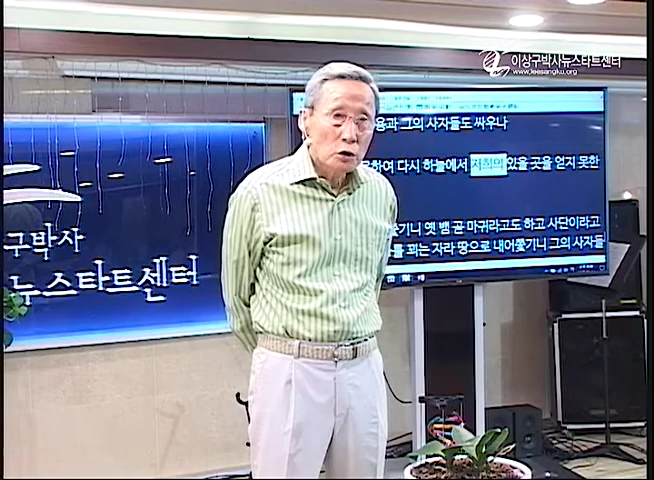 이상구박사뉴스타트센터
www.leesangku.org
용과 그의 사자들도 싸우나
하여 다시 하늘에서 저희의 있을 곳을 얻지 못한
쫓기니 옛 뱀 곧 마귀라고도 하고 사단이라고
를 꾀는 자라 땅으로 내어쫓기니 그의 사자들
구박사
뉴스타트센터